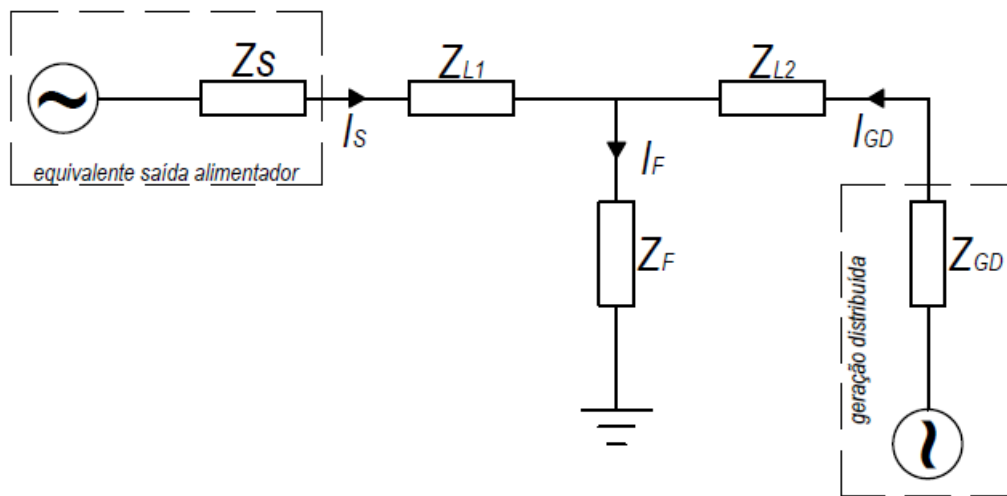 ZS
ZL1
ZL2
IS
IF
IGD
equivalente saída alimentador
ZF
ZGD
geração distribuída